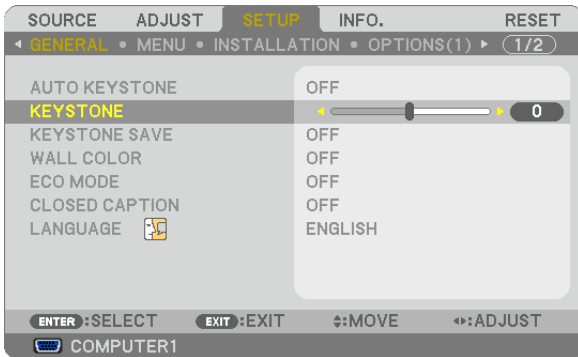 SOURCE ADJUST SETUP INFO. RESET
◂ GENERAL • MENU • INSTALLATION • OPTIONS(1) ▸ 1/2
AUTO KEYSTONE OFF
KEYSTONE 0
KEYSTONE SAVE OFF
WALL COLOR OFF
ECO MODE OFF
CLOSED CAPTION OFF
LANGUAGE ENGLISH
ENTER :SELECT EXIT :EXIT :MOVE :ADJUST
COMPUTER1